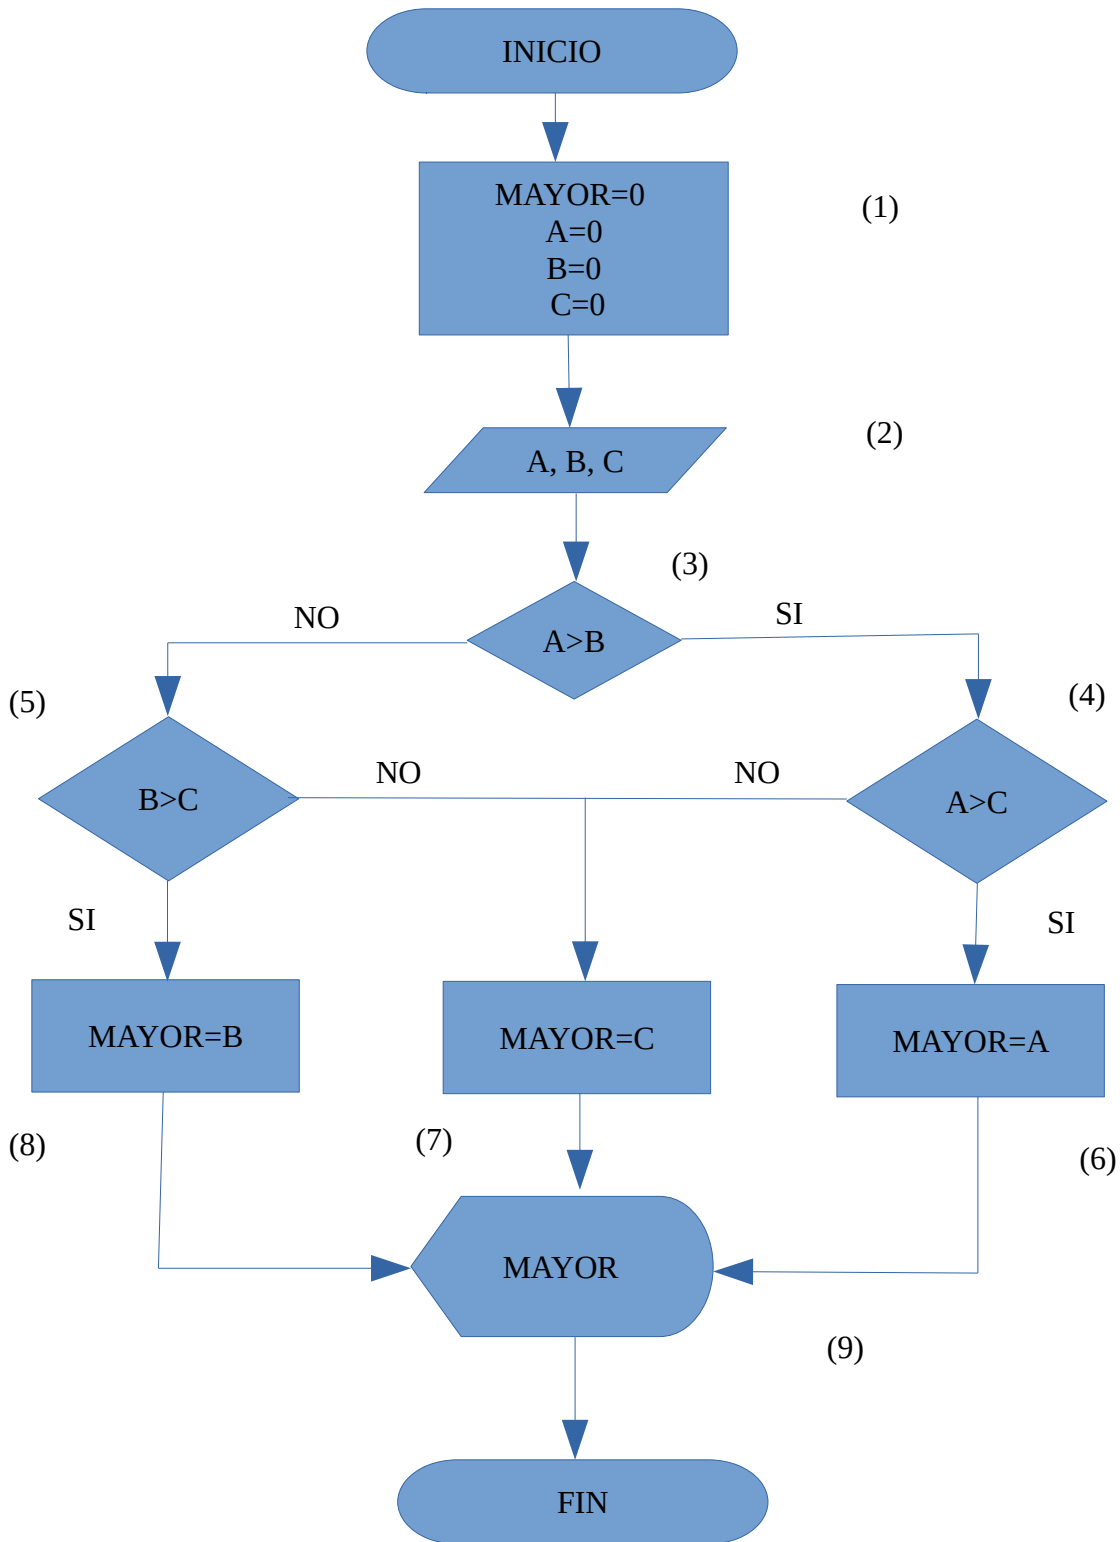 INICIO
MAYOR=0
A=0
B=0
C=0
(1)
(2)
A, B, C
(3)
NO
SI
A>B
(5)
(4)
NO
NO
B>C
A>C
SI
SI
MAYOR=B
MAYOR=C
MAYOR=A
(8)
(7)
(6)
MAYOR
(9)
FIN